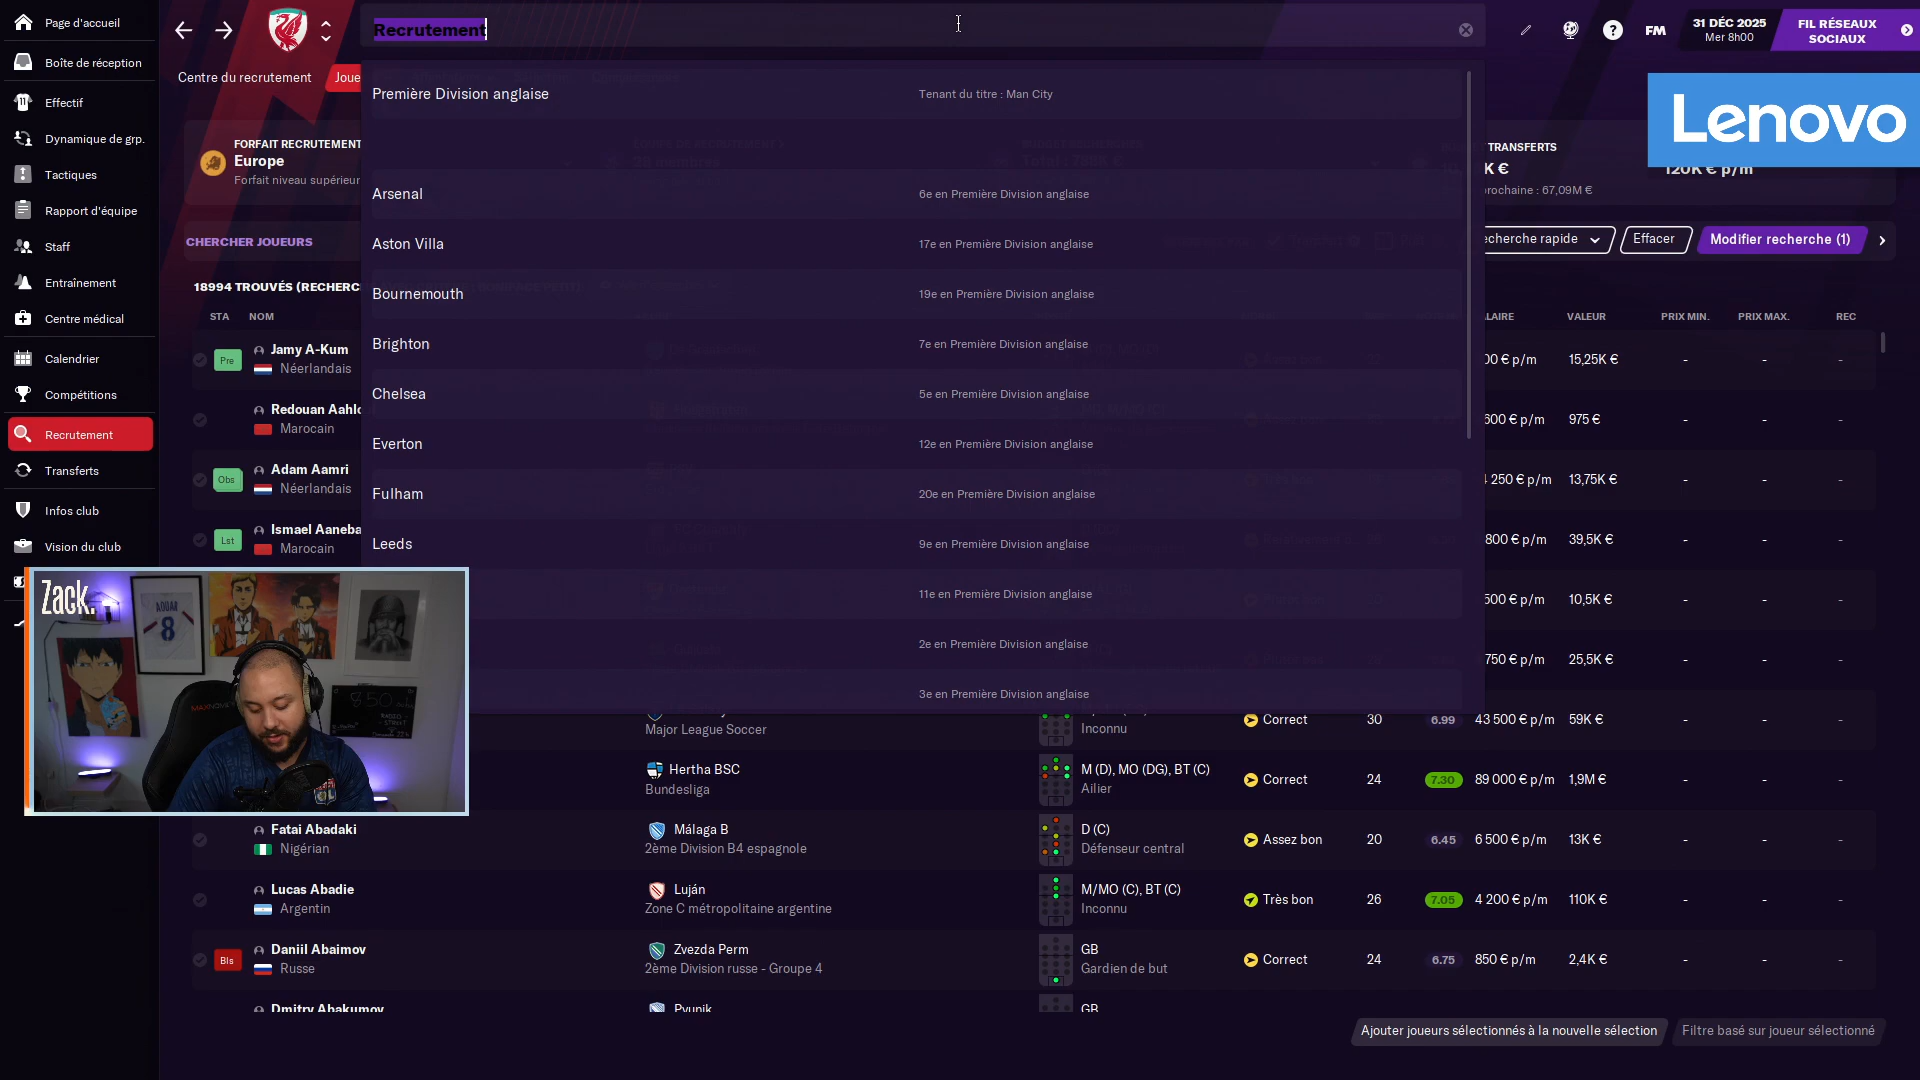 Page d'accueil
Boîte de réception
Effectif
Dynamique de grp.
Tactiques
Rapport d'équipe
Staff
Entraînement
Centre médical
Calendrier
Compétitions
Recrutement
Transferts
Infos club
Vision du club
Recrutement
FM
31 DÉC 2025
Mer 8h00
FIL RÉSEAUX
SOCIAUX
Lenovo
Centre du recrutement
Joue
FORFAIT RECRUTEMENT
Europe
Forfait niveau supérieur
TRANSFERTS
K €
120K € p/m
rochaine : 67,09M €
CHERCHER JOUEURS
echerche rapide
Effacer
Modifier recherche (1)
18994 TROUVÉS (RECHERC
STA NOM
LAIRE VALEUR PRIX MIN. PRIX MAX. REC
Première Division anglaise Tenant du titre : Man City
Arsenal 6e en Première Division anglaise
Aston Villa 17e en Première Division anglaise
Bournemouth 19e en Première Division anglaise
Brighton 7e en Première Division anglaise
Chelsea 5e en Première Division anglaise
Everton 12e en Première Division anglaise
Fulham 20e en Première Division anglaise
Leeds 9e en Première Division anglaise
11e en Première Division anglaise
2e en Première Division anglaise
3e en Première Division anglaise
Pre Jamy A-Kum
Néerlandais
00 € p/m 15,25K € - - -
Redouan Aahlo
Marocain
600 € p/m 975 € - - -
Obs Adam Aamri
Néerlandais
250 € p/m 13,75K € - - -
Lst Ismael Aaneba
Marocain
800 € p/m 39,5K € - - -
500 € p/m 10,5K € - - -
750 € p/m 25,5K € - - -
Major League Soccer
Inconnu
Correct 30 6.99 43 500 € p/m 59K € - - -
Hertha BSC
Bundesliga
M (D), MO (DG), BT (C)
Ailier
Correct 24 7.30 89 000 € p/m 1,9M € - - -
Fatai Abadaki
Nigérian
Málaga B
2ème Division B4 espagnole
D (C)
Défenseur central
Assez bon 20 6.45 6 500 € p/m 13K € - - -
Lucas Abadie
Argentin
Luján
Zone C métropolitaine argentine
M/MO (C), BT (C)
Inconnu
Très bon 26 7.05 4 200 € p/m 110K € - - -
Bls Daniil Abaimov
Russe
Zvezda Perm
2ème Division russe - Groupe 4
GB
Gardien de but
Correct 24 6.75 850 € p/m 2,4K € - - -
Dmitry Abakumov
Pyunik
GB
Ajouter joueurs sélectionnés à la nouvelle sélection
Filtre basé sur joueur sélectionné
Zack.
AOUAR
8